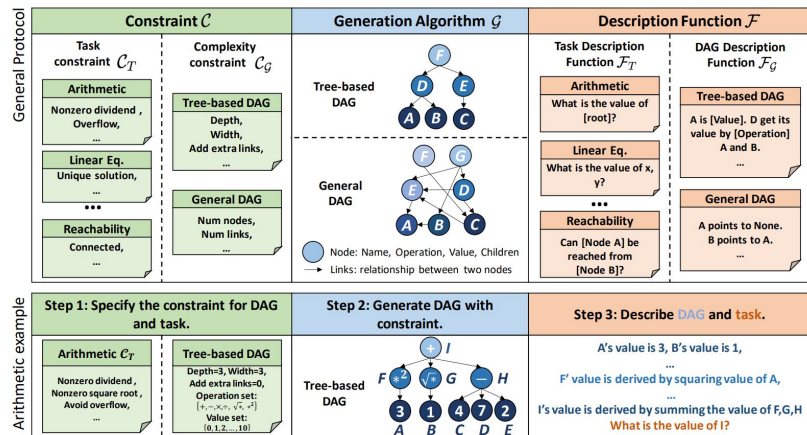 General Protocol
Constraint C
Task
constraint C_T
Arithmetic
Nonzero dividend ,
Overflow,
...
Linear Eq.
Unique solution,
...
•••
Reachability
Connected,
...
Complexity
constraint C_G
Tree-based DAG
Depth,
Width,
Add extra links,
...
General DAG
Num nodes,
Num links,
...
Generation Algorithm G
Tree-based
DAG
F
D E
A B C
General
DAG
F G
E D
A B C
Node: Name, Operation, Value, Children
Links: relationship between two nodes
Description Function F
Task Description
Function F_T
Arithmetic
What is the value of
[root]?
Linear Eq.
What is the value of x,
y?
•••
Reachability
Can [Node A] be
reached from
[Node B]?
DAG Description
Function F_G
Tree-based DAG
A is [Value]. D get its
value by [Operation]
A and B.
...
General DAG
A points to None.
B points to A.
...
Arithmetic example
Step 1: Specify the constraint for DAG
and task.
Arithmetic C_T
Nonzero dividend ,
Nonzero square root ,
Avoid overflow,
...
Tree-based DAG
Depth=3, Width=3,
Add extra links=0,
Operation set:
{+, −, ×, ÷, √*, *²}
Value set:
{0,1,2, ... ,10}
Step 2: Generate DAG with
constraint.
Tree-based
DAG
+ I
F *² √* G − H
3 1 4 7 2
A B C D E
Step 3: Describe DAG and task.
A's value is 3, B's value is 1,
...
F' value is derived by squaring value of A,
...
I's value is derived by summing the value of F,G,H
What is the value of I?